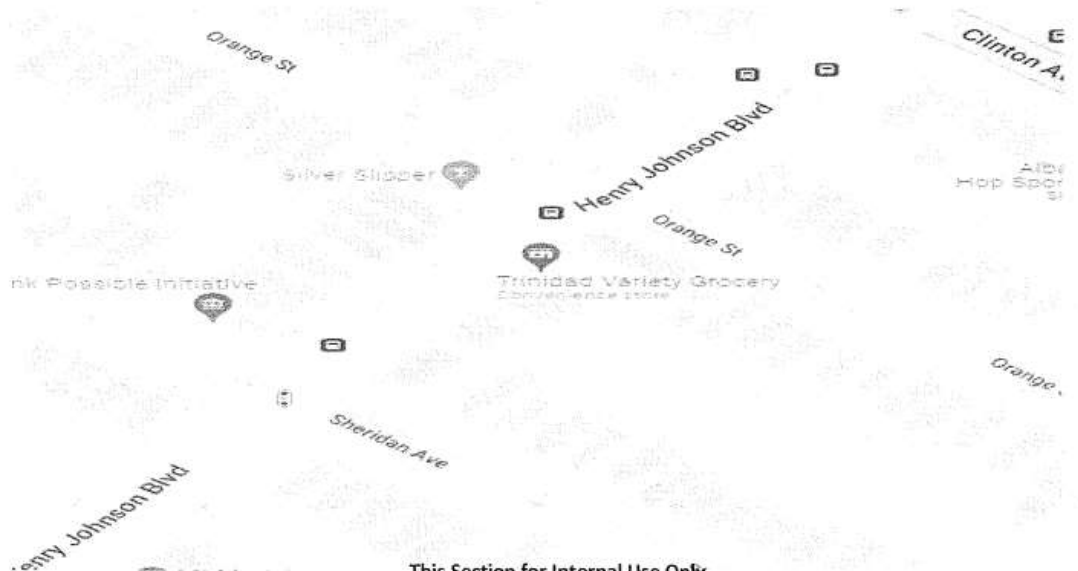 Orange St
Clinton A
Henry Johnson Blvd
Silver Slipper
Alba
Hop Spor
Orange St
nk Possible Initiative
Trinidad Variety Grocery
Convenience store
Orange
Sheridan Ave
enry Johnson Blvd
This Section for Internal Use Only